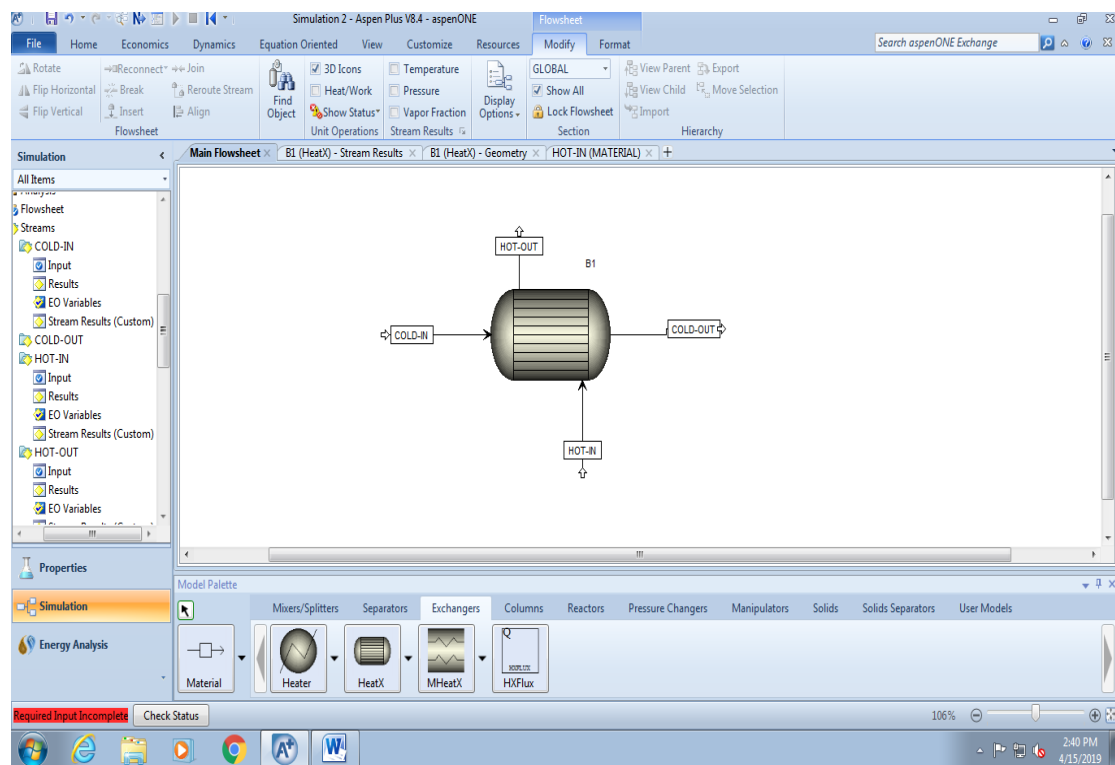 Simulation 2 - Aspen Plus V8.4 - aspenONE
Flowsheet
File Home Economics Dynamics Equation Oriented View Customize Resources Modify Format
Search aspenONE Exchange
Rotate Reconnect Join
Flip Horizontal Break Reroute Stream
Flip Vertical Insert Align
Flowsheet
Find
Object
3D Icons
Heat/Work
Show Status
Unit Operations
Temperature
Pressure
Vapor Fraction
Stream Results
Display
Options
GLOBAL
Show All
Lock Flowsheet
Section
View Parent Export
View Child Move Selection
Import
Hierarchy
Simulation
Main Flowsheet B1 (HeatX) - Stream Results B1 (HeatX) - Geometry HOT-IN (MATERIAL)
All Items
Flowsheet
Streams
COLD-IN
Input
Results
EO Variables
Stream Results (Custom)
COLD-OUT
HOT-IN
Input
Results
EO Variables
Stream Results (Custom)
HOT-OUT
Input
Results
EO Variables
HOT-OUT
B1
COLD-IN
COLD-OUT
HOT-IN
Properties
Simulation
Energy Analysis
Model Palette
Mixers/Splitters Separators Exchangers Columns Reactors Pressure Changers Manipulators Solids Solids Separators User Models
Q
HXFLUX
Material Heater HeatX MHeatX HXFlux
Required Input Incomplete Check Status
106%
2:40 PM
4/15/2019